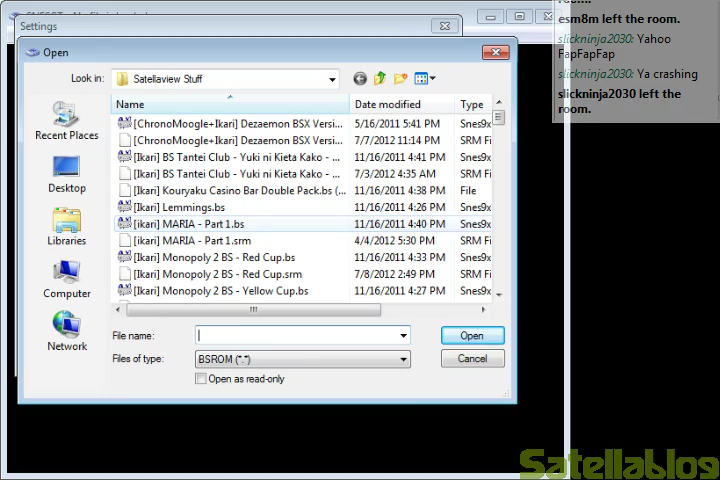 Settings
Open
Look in:
Satellaview Stuff
Name
Date modified
Type
[ChronoMoogle+Ikari] Dezaemon BSX Versi... 5/16/2011 5:41 PM Snes9x
[ChronoMoogle+Ikari] Dezaemon BSX Versi... 7/7/2012 11:14 PM SRM Fi
[Ikari] BS Tantei Club - Yuki ni Kieta Kako - ... 11/16/2011 4:41 PM Snes9x
[Ikari] BS Tantei Club - Yuki ni Kieta Kako - ... 7/3/2012 4:35 AM SRM Fi
[Ikari] Kouryaku Casino Bar Double Pack.bs (... 11/16/2011 4:38 PM File
[Ikari] Lemmings.bs 11/16/2011 4:26 PM Snes9x
[ikari] MARIA - Part 1.bs 11/16/2011 4:40 PM Snes9x
[ikari] MARIA - Part 1.srm 4/4/2012 5:30 PM SRM Fi
[Ikari] Monopoly 2 BS - Red Cup.bs 11/16/2011 4:33 PM Snes9x
[Ikari] Monopoly 2 BS - Red Cup.srm 7/8/2012 2:49 PM SRM Fi
[Ikari] Monopoly 2 BS - Yellow Cup.bs 11/16/2011 4:27 PM Snes9x
Recent Places
Desktop
Libraries
Computer
Network
File name:
Open
Files of type:
BSROM (*.*)
Cancel
Open as read-only
room.
esm8m left the room.
slickninja2030: Yahoo
FapFapFap
slickninja2030: Ya crashing
slickninja2030 left the
room.
Satellablog